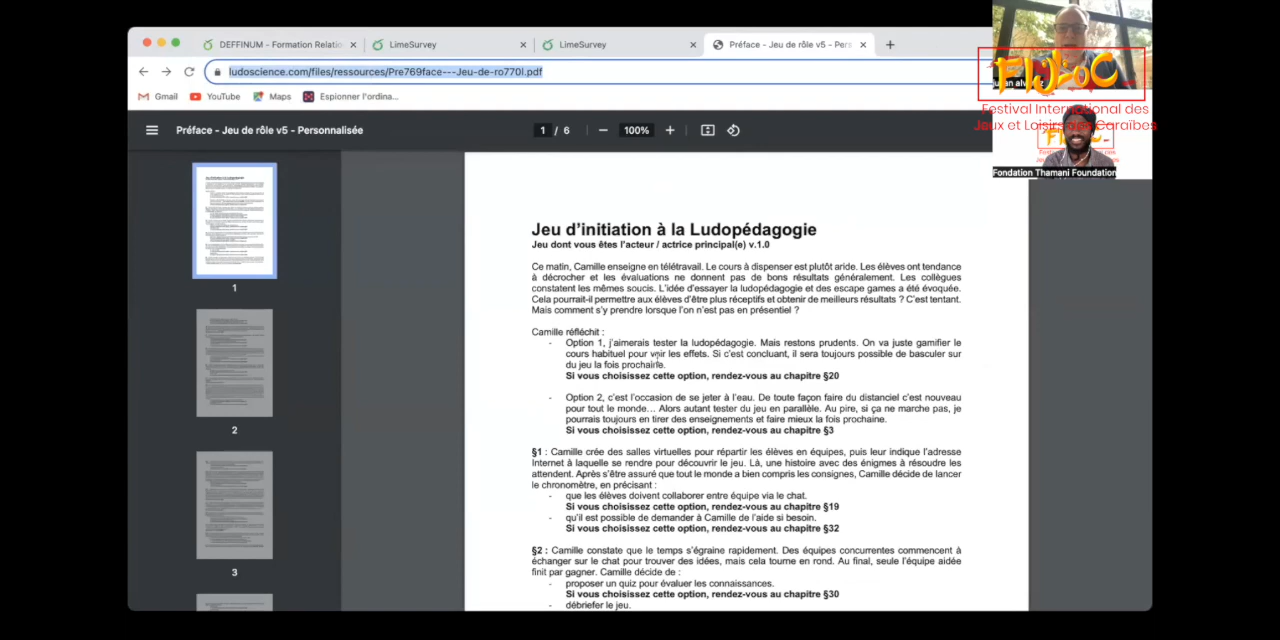 DEFFINUM - Formation Relatio
LimeSurvey
LimeSurvey
Préface - Jeu de rôle v5 - Pers
ludoscience.com/files/ressources/Pre769face---Jeu-de-ro770l.pdf
Gmail
YouTube
Maps
Espionner l'ordina...
FIJLOC
Festival International des
Jeux et Loisirs des Caraïbes
Fondation Thamani Foundation
Préface - Jeu de rôle v5 - Personnalisée
1 / 6
100%
1
2
3
Jeu d'initiation à la Ludopédagogie
Jeu dont vous êtes l'acteur / actrice principal(e) v.1.0
Ce matin, Camille enseigne en télétravail. Le cours à dispenser est plutôt aride. Les élèves ont tendance
à décrocher et les évaluations ne donnent pas de bons résultats généralement. Les collègues
constatent les mêmes soucis. L'idée d'essayer la ludopédagogie et des escape games a été évoquée.
Cela pourrait-il permettre aux élèves d'être plus réceptifs et obtenir de meilleurs résultats ? C'est tentant.
Mais comment s'y prendre lorsque l'on n'est pas en présentiel ?
Camille réfléchit :
- Option 1, j'aimerais tester la ludopédagogie. Mais restons prudents. On va juste gamifier le
cours habituel pour voir les effets. Si c'est concluant, il sera toujours possible de basculer sur
du jeu la fois prochaine.
Si vous choisissez cette option, rendez-vous au chapitre §20
- Option 2, c'est l'occasion de se jeter à l'eau. De toute façon faire du distanciel c'est nouveau
pour tout le monde… Alors autant tester du jeu en parallèle. Au pire, si ça ne marche pas, je
pourrais toujours en tirer des enseignements et faire mieux la fois prochaine.
Si vous choisissez cette option, rendez-vous au chapitre §3
§1 : Camille crée des salles virtuelles pour répartir les élèves en équipes, puis leur indique l'adresse
Internet à laquelle se rendre pour découvrir le jeu. Là, une histoire avec des énigmes à résoudre les
attendent. Après s'être assuré que tout le monde a bien compris les consignes, Camille décide de lancer
le chronomètre, en précisant :
- que les élèves doivent collaborer entre équipe via le chat.
Si vous choisissez cette option, rendez-vous au chapitre §19
- qu'il est possible de demander à Camille de l'aide si besoin.
Si vous choisissez cette option, rendez-vous au chapitre §32
§2 : Camille constate que le temps s'égraine rapidement. Des équipes concurrentes commencent à
échanger sur le chat pour trouver des idées, mais cela tourne en rond. Au final, seule l'équipe aidée
finit par gagner. Camille décide de :
- proposer un quiz pour évaluer les connaissances.
Si vous choisissez cette option, rendez-vous au chapitre §30
- débriefer le jeu.